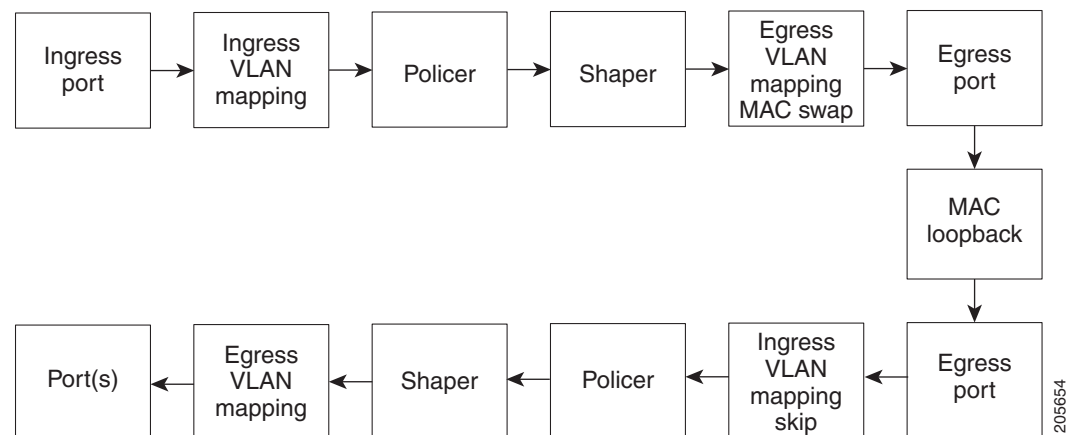 Ingress
port
Ingress
VLAN
mapping
Policer
Shaper
Egress
VLAN
mapping
MAC swap
Egress
port
MAC
loopback
Egress
port
Ingress
VLAN
mapping
skip
Policer
Shaper
Egress
VLAN
mapping
Port(s)
205654